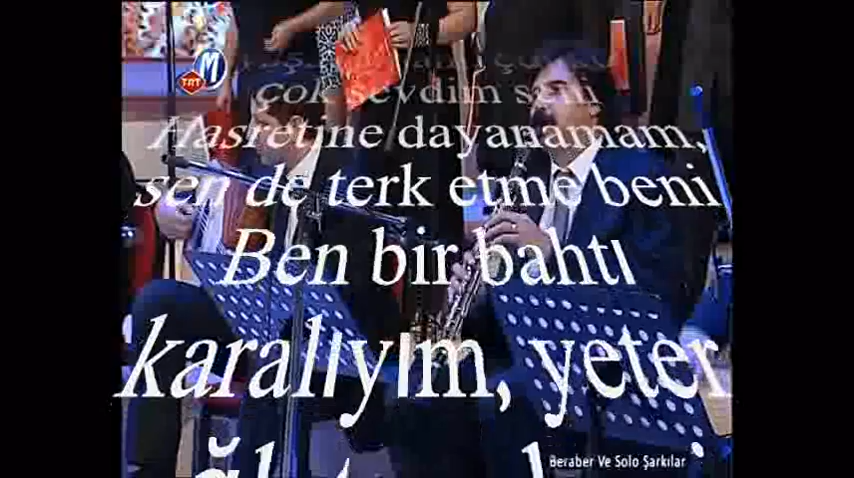 TRT
M
çok sevdim seni
Hasretine dayanamam,
sen de terk etme beni
Ben bir bahtı
karalıyım, yeter
Beraber Ve Solo Şarkılar